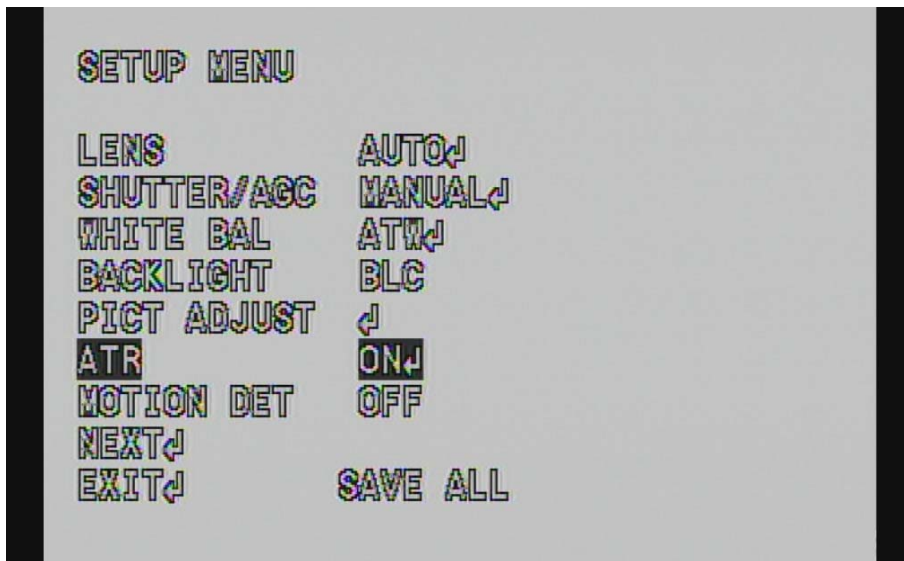 SETUP MENU
LENS AUTO↲
SHUTTER/AGC MANUAL↲
WHITE BAL ATW↲
BACKLIGHT BLC
PICT ADJUST ↲
ATR ON↲
MOTION DET OFF
NEXT↲
EXIT↲ SAVE ALL